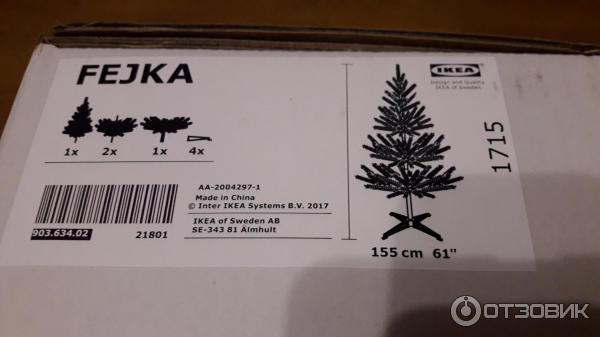 FEJKA
1x 2x 1x 4x
AA-2004297-1
Made in China
© Inter IKEA Systems B.V. 2017
IKEA of Sweden AB
SE-343 81 Älmhult
903.634.02
21801
155 cm 61"
IKEA
Design and Quality
IKEA of Sweden
1715
ОТЗОВИК